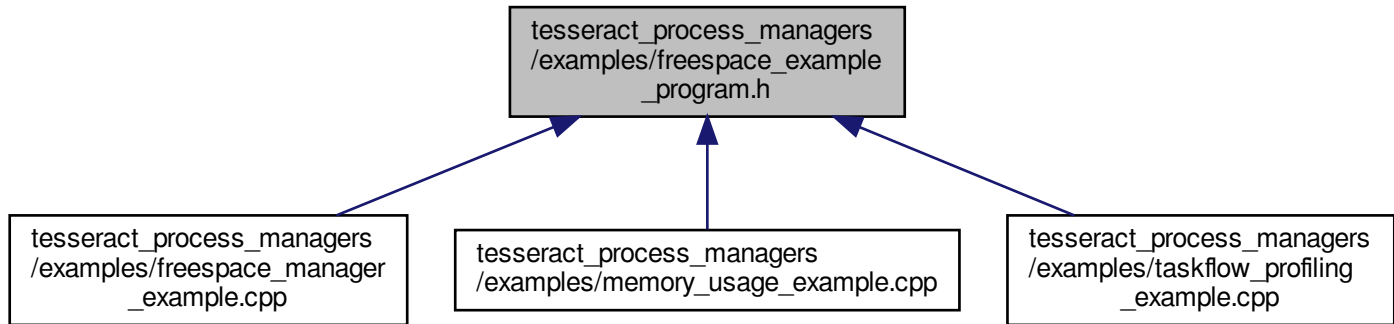 tesseract_process_managers
/examples/freespace_example
_program.h
tesseract_process_managers
/examples/freespace_manager
_example.cpp
tesseract_process_managers
/examples/memory_usage_example.cpp
tesseract_process_managers
/examples/taskflow_profiling
_example.cpp